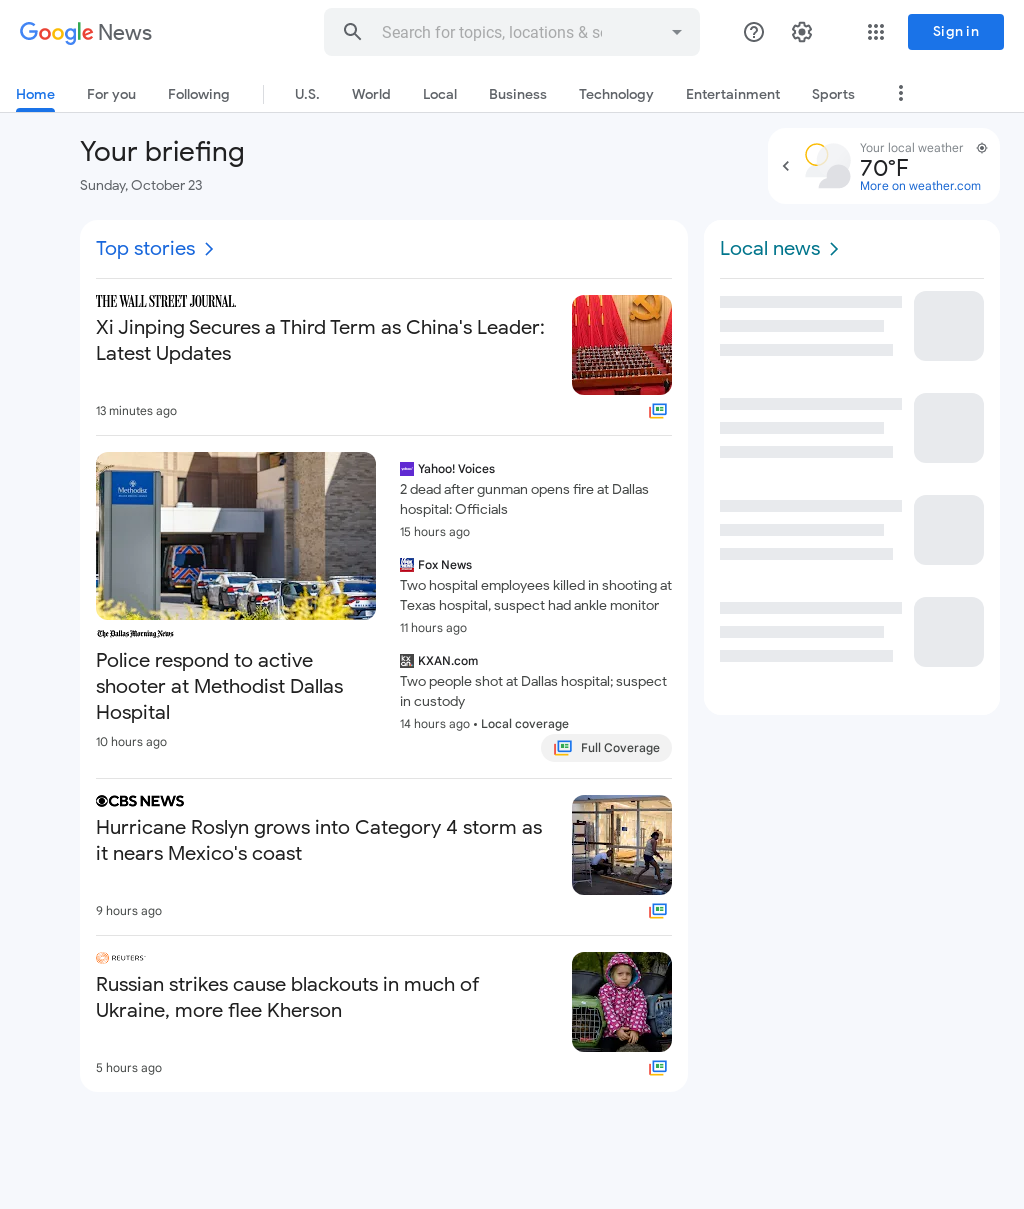 Google News
Search for topics, locations & s
Sign in
Home
For you
Following
U.S.
World
Local
Business
Technology
Entertainment
Sports
Your briefing
Sunday, October 23
Your local weather
70°F
More on weather.com
Top stories
THE WALL STREET JOURNAL.
Xi Jinping Secures a Third Term as China's Leader:
Latest Updates
13 minutes ago
Methodist
The Dallas Morning News
Police respond to active
shooter at Methodist Dallas
Hospital
10 hours ago
Yahoo! Voices
2 dead after gunman opens fire at Dallas
hospital: Officials
15 hours ago
Fox News
Two hospital employees killed in shooting at
Texas hospital, suspect had ankle monitor
11 hours ago
KXAN.com
Two people shot at Dallas hospital; suspect
in custody
14 hours ago • Local coverage
Full Coverage
CBS NEWS
Hurricane Roslyn grows into Category 4 storm as
it nears Mexico's coast
9 hours ago
REUTERS
Russian strikes cause blackouts in much of
Ukraine, more flee Kherson
5 hours ago
Local news